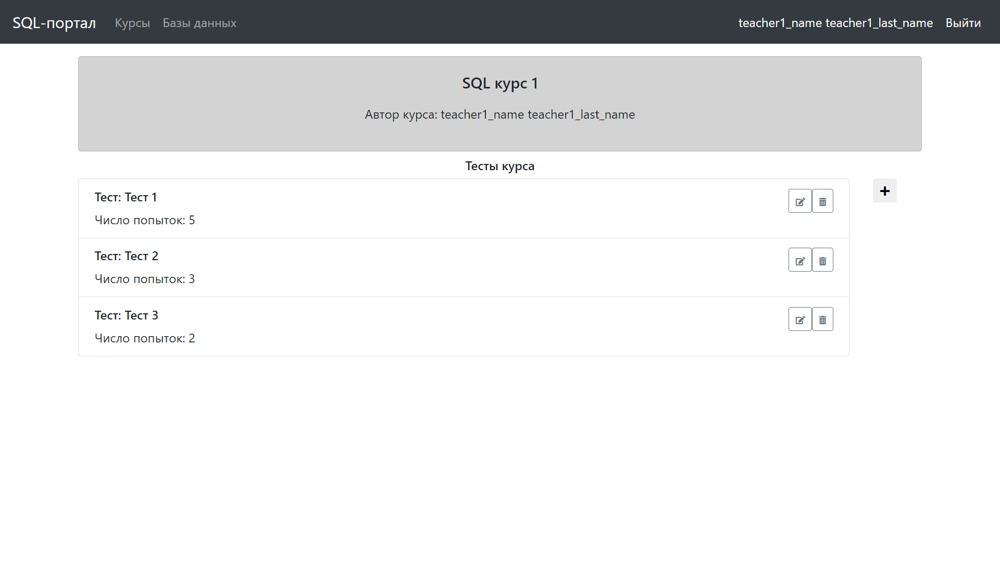 SQL-портал Курсы Базы данных teacher1_name teacher1_last_name Выйти
SQL курс 1
Автор курса: teacher1_name teacher1_last_name
Тесты курса
Тест: Тест 1
Число попыток: 5
Тест: Тест 2
Число попыток: 3
Тест: Тест 3
Число попыток: 2